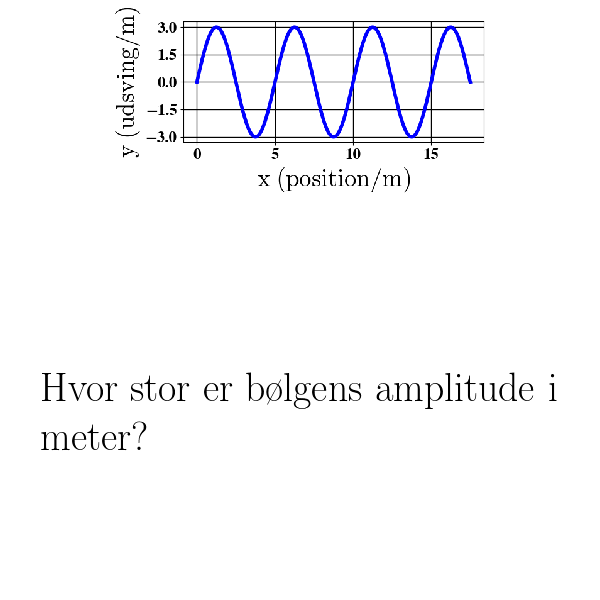 y (udsving/m)
3.0
1.5
0.0
−1.5
−3.0
0 5 10 15
x (position/m)
Hvor stor er bølgens amplitude i
meter?